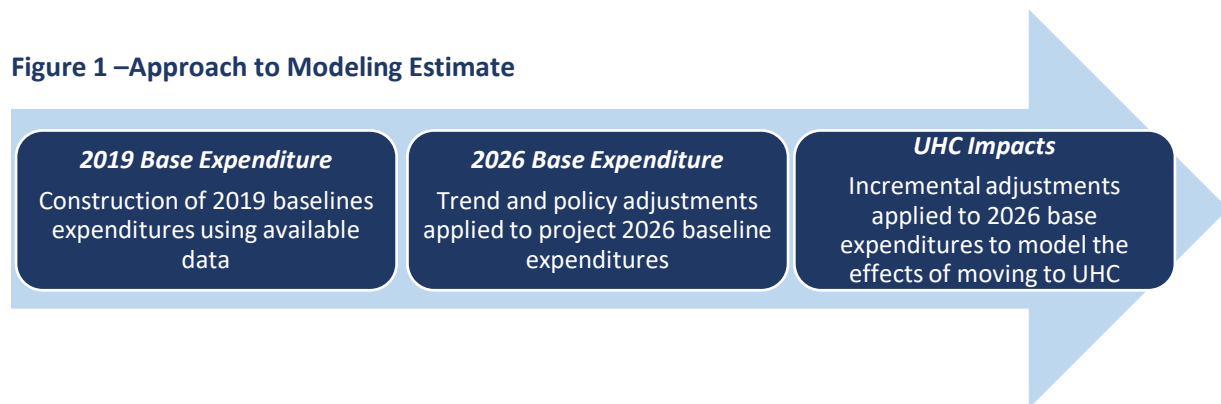 Figure 1 –Approach to Modeling Estimate
2019 Base Expenditure
Construction of 2019 baselines
expenditures using available
data
2026 Base Expenditure
Trend and policy adjustments
applied to project 2026 baseline
expenditures
UHC Impacts
Incremental adjustments
applied to 2026 base
expenditures to model the
effects of moving to UHC